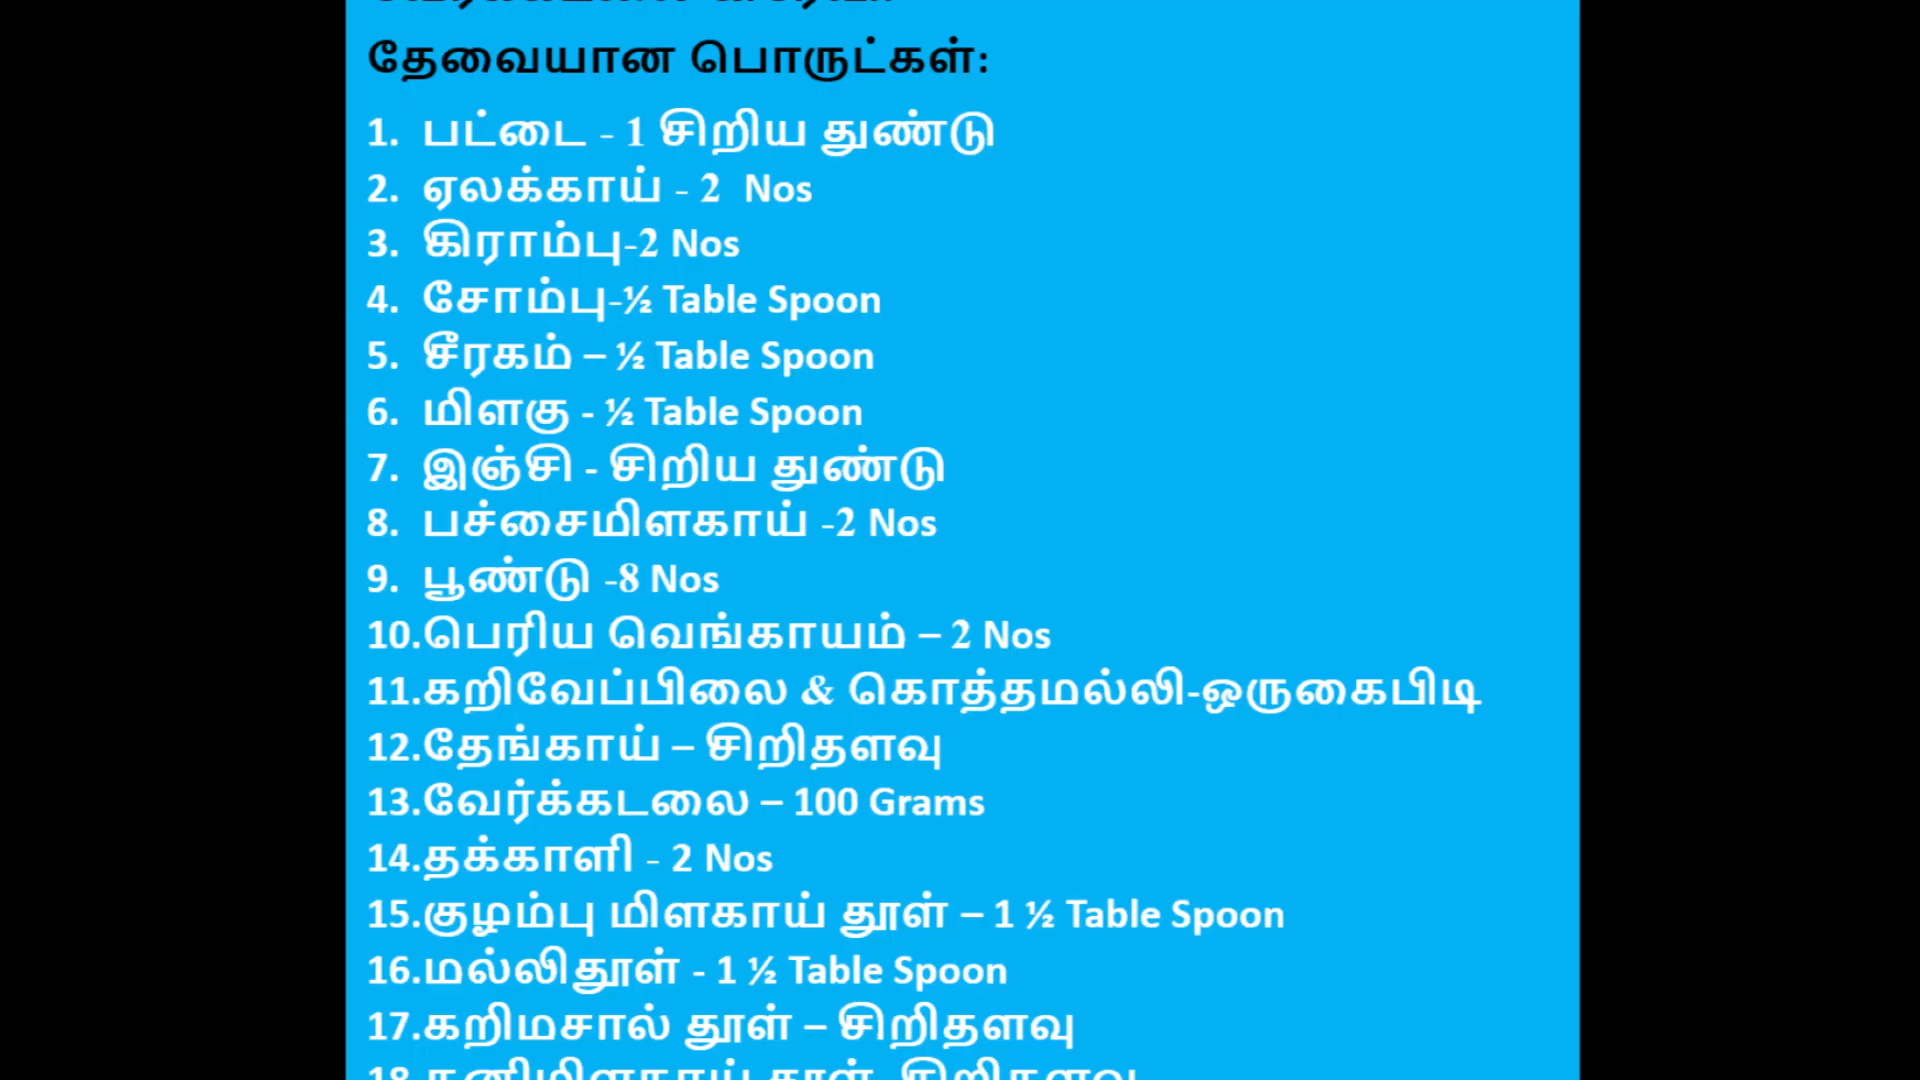 தேவையான பொருட்கள்:
1. பட்டை - 1 சிறிய துண்டு
2. ஏலக்காய் - 2 Nos
3. கிராம்பு-2 Nos
4. சோம்பு-½ Table Spoon
5. சீரகம் – ½ Table Spoon
6. மிளகு - ½ Table Spoon
7. இஞ்சி - சிறிய துண்டு
8. பச்சைமிளகாய் -2 Nos
9. பூண்டு -8 Nos
10.பெரிய வெங்காயம் – 2 Nos
11.கறிவேப்பிலை & கொத்தமல்லி-ஒருகைபிடி
12.தேங்காய் – சிறிதளவு
13.வேர்க்கடலை – 100 Grams
14.தக்காளி - 2 Nos
15.குழம்பு மிளகாய் தூள் – 1 ½ Table Spoon
16.மல்லிதூள் - 1 ½ Table Spoon
17.கறிமசால் தூள் – சிறிதளவு